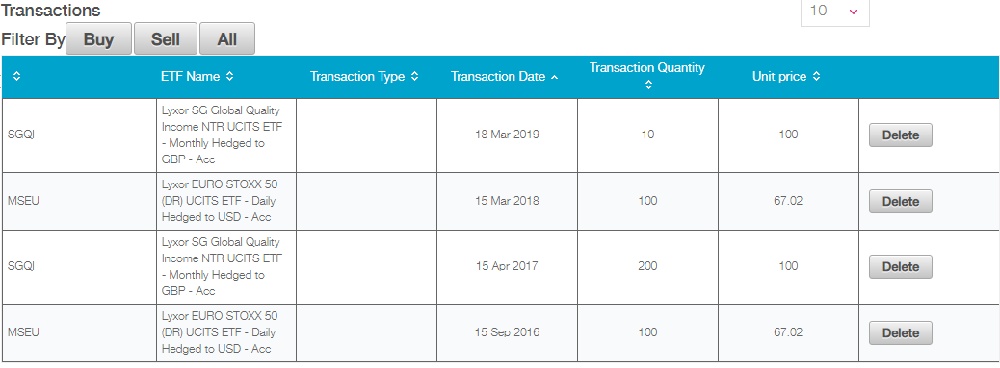 Transactions
10
Filter By Buy Sell All
ETF Name Transaction Type Transaction Date Transaction Quantity Unit price
SGQI
Lyxor SG Global Quality
Income NTR UCITS ETF
- Monthly Hedged to
GBP - Acc
18 Mar 2019
10
100
Delete
MSEU
Lyxor EURO STOXX 50
(DR) UCITS ETF - Daily
Hedged to USD - Acc
15 Mar 2018
100
67.02
Delete
SGQI
Lyxor SG Global Quality
Income NTR UCITS ETF
- Monthly Hedged to
GBP - Acc
15 Apr 2017
200
100
Delete
MSEU
Lyxor EURO STOXX 50
(DR) UCITS ETF - Daily
Hedged to USD - Acc
15 Sep 2016
100
67.02
Delete